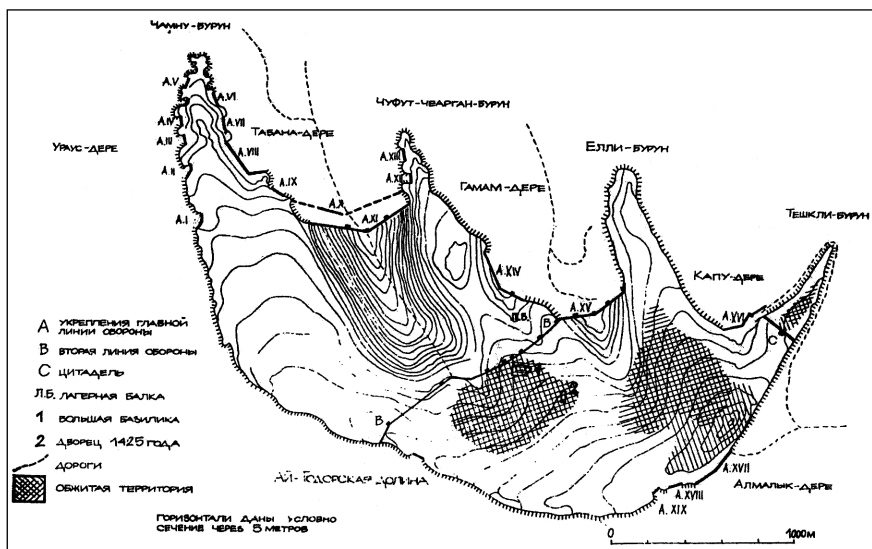 ЧАМНУ-БУРУН
А.V
А.VI
А.IV
А.VII
А.III
А.VIII
А.II
А.IX
А.I
УРАУС-ДЕРЕ
ТАБАНА-ДЕРЕ
А.X
А.XI
ЧУФУТ-ЧВАРГАН-БУРУН
А.XIII
ГАМАМ-ДЕРЕ
А.XIV
Л.Б.
Б
А.XV
ЕЛЛИ-БУРУН
ТЕШКЛИ-БУРУН
КАПУ-ДЕРЕ
А.XVI
С
В
А УКРЕПЛЕНИЯ ГЛАВНОЙ
ЛИНИИ ОБОРОНЫ
В ВТОРАЯ ЛИНИЯ ОБОРОНЫ
С ЦИТАДЕЛЬ
Л.Б. ЛАГЕРНАЯ БАЛКА
1 БОЛЬШАЯ БАЗИЛИКА
2 ДВОРЕЦ 1425 ГОДА
ДОРОГИ
ОБЖИТАЯ ТЕРРИТОРИЯ
АЙ-ТОДОРСКАЯ ДОЛИНА
А.XVII
А.XVIII
А.XIX
АЛМАЛЫК-ДЕРЕ
ГОРИЗОНТАЛИ ДАНЫ УСЛОВНО
СЕЧЕНИЕ ЧЕРЕЗ 5 МЕТРОВ
0 1000М